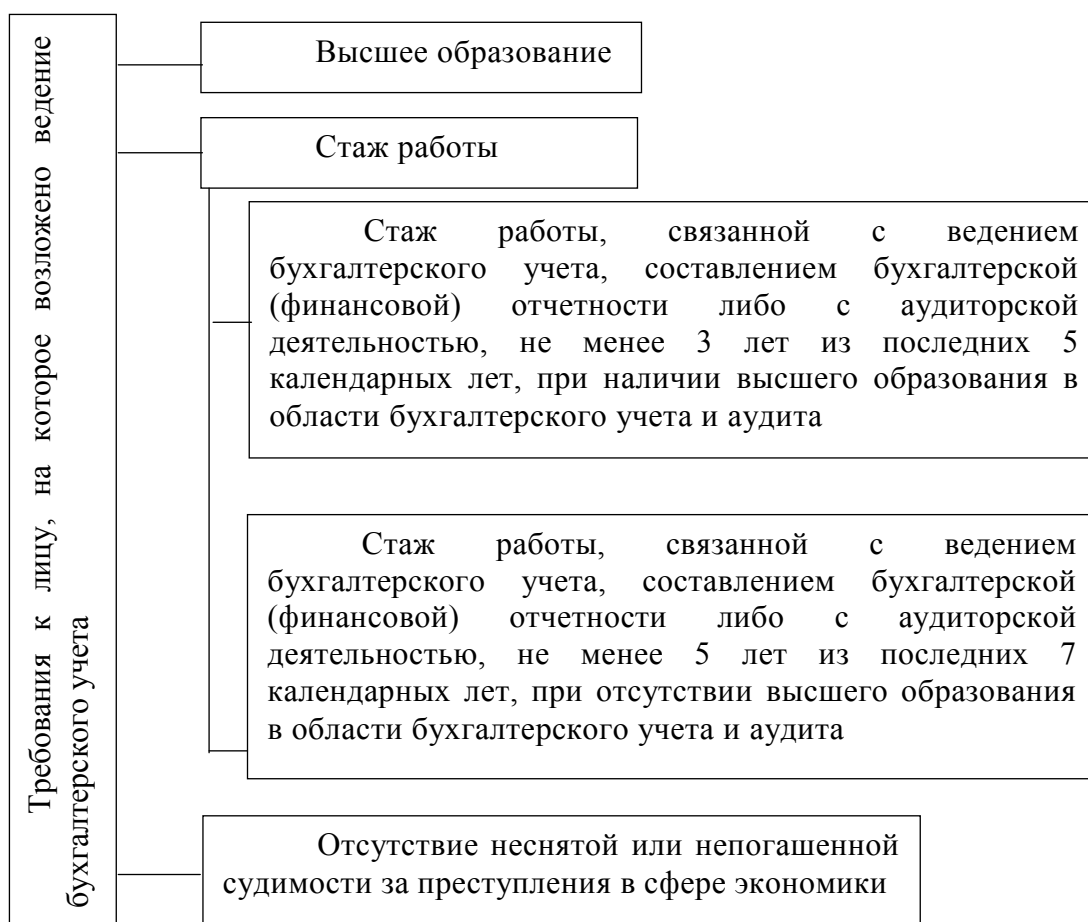 Требования к лицу, на которое возложено ведение
бухгалтерского учета
Высшее образование
Стаж работы
Стаж работы, связанной с ведением
бухгалтерского учета, составлением бухгалтерской
(финансовой) отчетности либо с аудиторской
деятельностью, не менее 3 лет из последних 5
календарных лет, при наличии высшего образования в
области бухгалтерского учета и аудита
Стаж работы, связанной с ведением
бухгалтерского учета, составлением бухгалтерской
(финансовой) отчетности либо с аудиторской
деятельностью, не менее 5 лет из последних 7
календарных лет, при отсутствии высшего образования
в области бухгалтерского учета и аудита
Отсутствие неснятой или непогашенной
судимости за преступления в сфере экономики